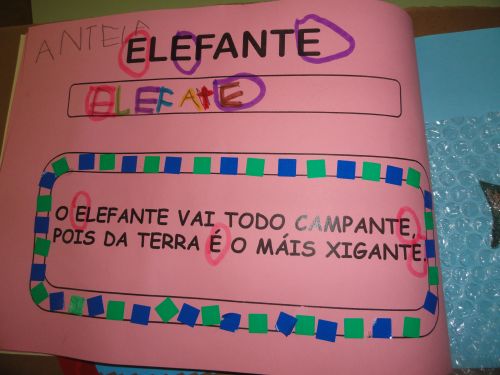 ANTELA
ELEFANTE
ELEFATE
O ELEFANTE VAI TODO CAMPANTE,
POIS DA TERRA É O MÁIS XIGANTE.